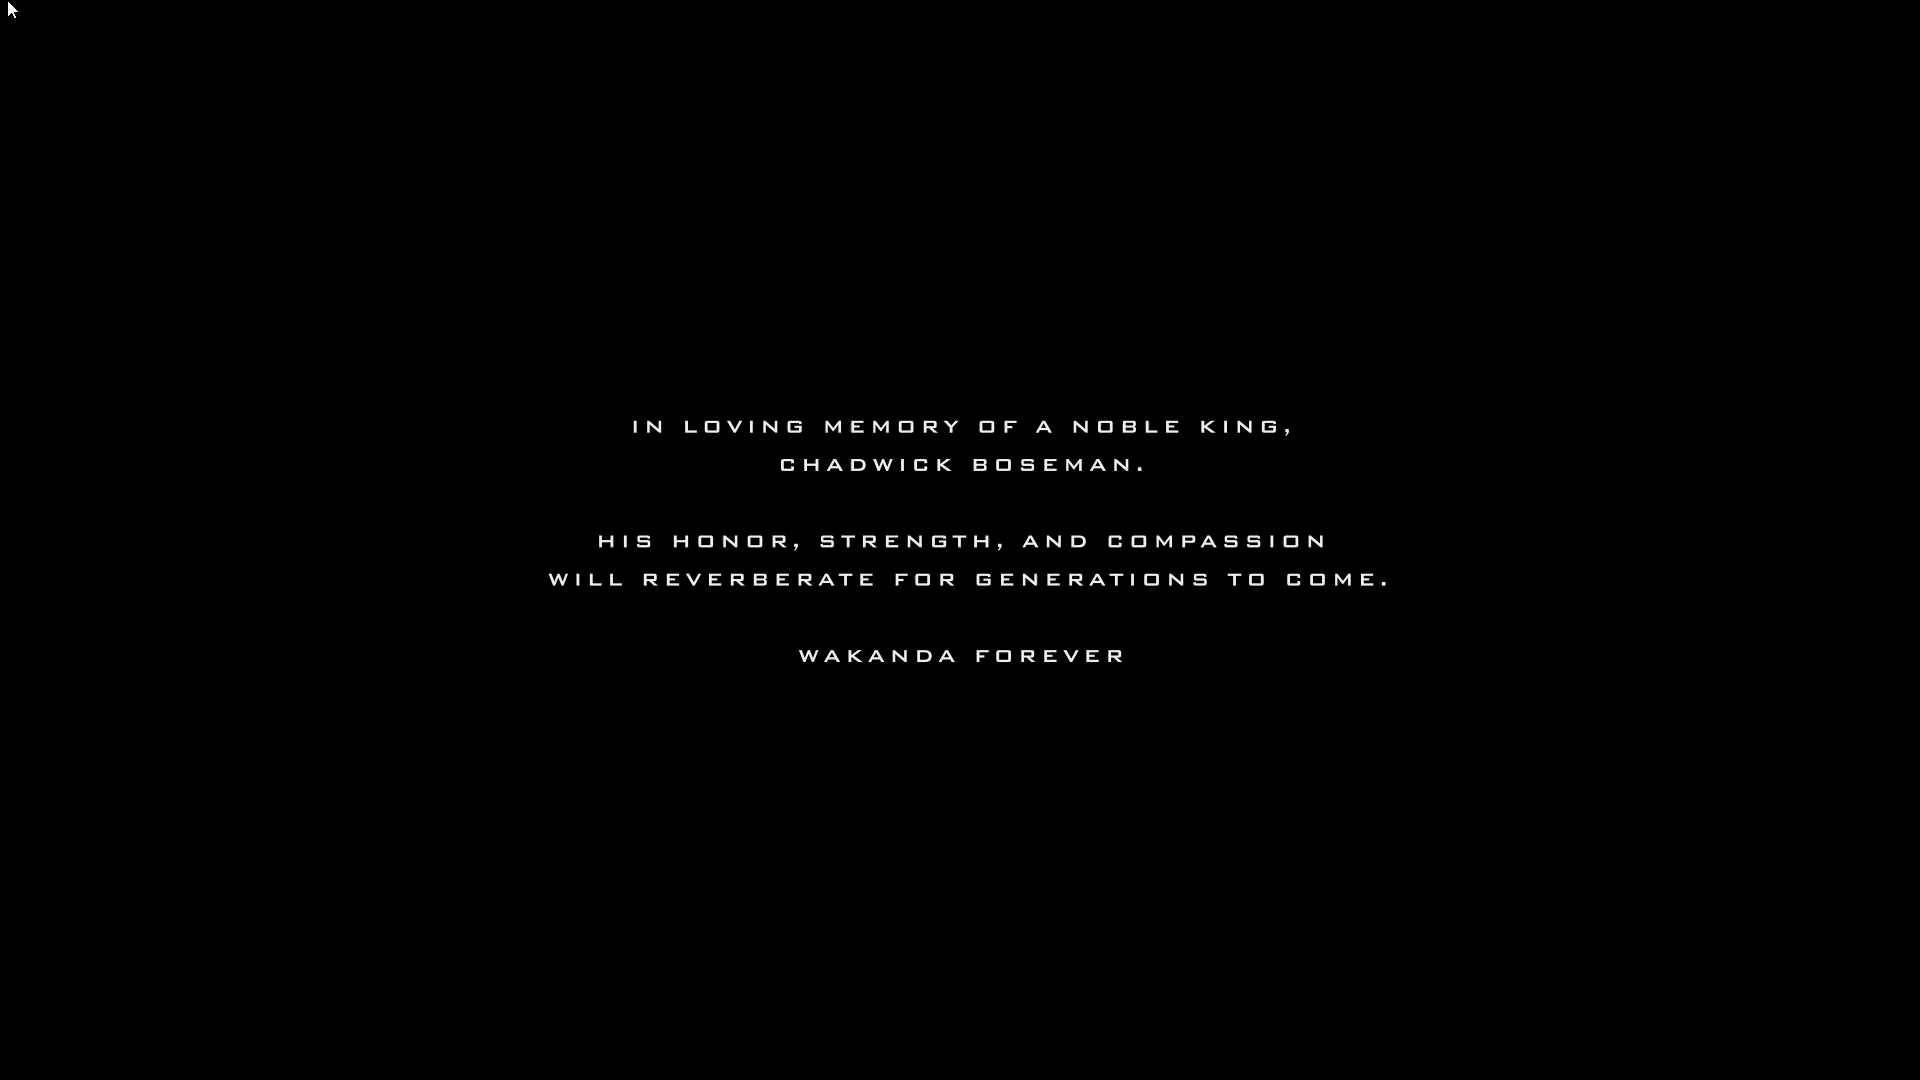 IN LOVING MEMORY OF A NOBLE KING,
CHADWICK BOSEMAN.
HIS HONOR, STRENGTH, AND COMPASSION
WILL REVERBERATE FOR GENERATIONS TO COME.
WAKANDA FOREVER